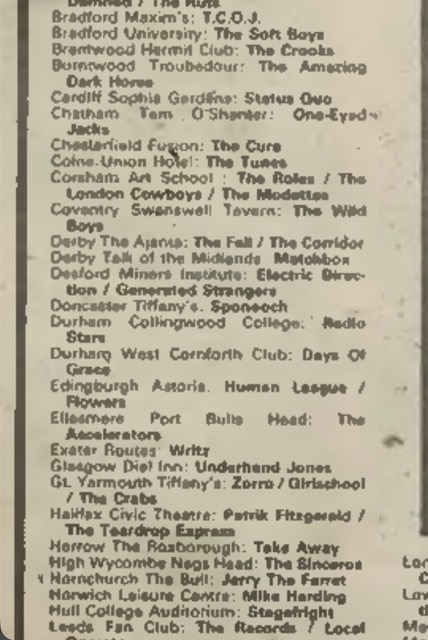 Damned / The Ruts
Bradford Maxim's: T.C.O.J.
Bradford University: The Soft Boys
Brentwood Hermit Club: The Crooks
Burntwood Troubadour: The Amazing
Dark Horse
Cardiff Sophia Gardens: Status Quo
Chatham Tam O'Shanter: One-Eyed
Jacks
Chesterfield Fusion: The Cure
Colne-Union Hotel: The Tunes
Corsham Art School : The Roles / The
London Cowboys / The Modettes
Coventry Swanswell Tavern: The Wild
Boys
Derby The Ajanta: The Fall / The Corridor
Derby Talk of the Midlands Matchbox
Desford Miners Institute: Electric Direc-
tion / Generated Strangers
Doncaster Tiffany's. Sponooch
Durham Collingwood College: Radio
Stars
Durham West Cornforth Club: Days Of
Grace
Edingburgh Astoria. Human League /
Flowers
Ellesmere Port Bulls Head: The
Accelerators
Exeter Routes: Writz
Glasgow Dial Inn: Underhand Jones
Gt. Yarmouth Tiffany's: Zorro / Girlschool
/ The Crabs
Halifax Civic Theatre: Patrik Fitzgerald /
The Teardrop Express
Harrow The Roxborough: Take Away
High Wycombe Nags Head: The Sinceros
Hornchurch The Bull: Jerry The Ferret
Horwich Leisure Centre: Mike Harding
Hull College Auditorium: Stagefright
Leeds Fan Club: The Records / Local